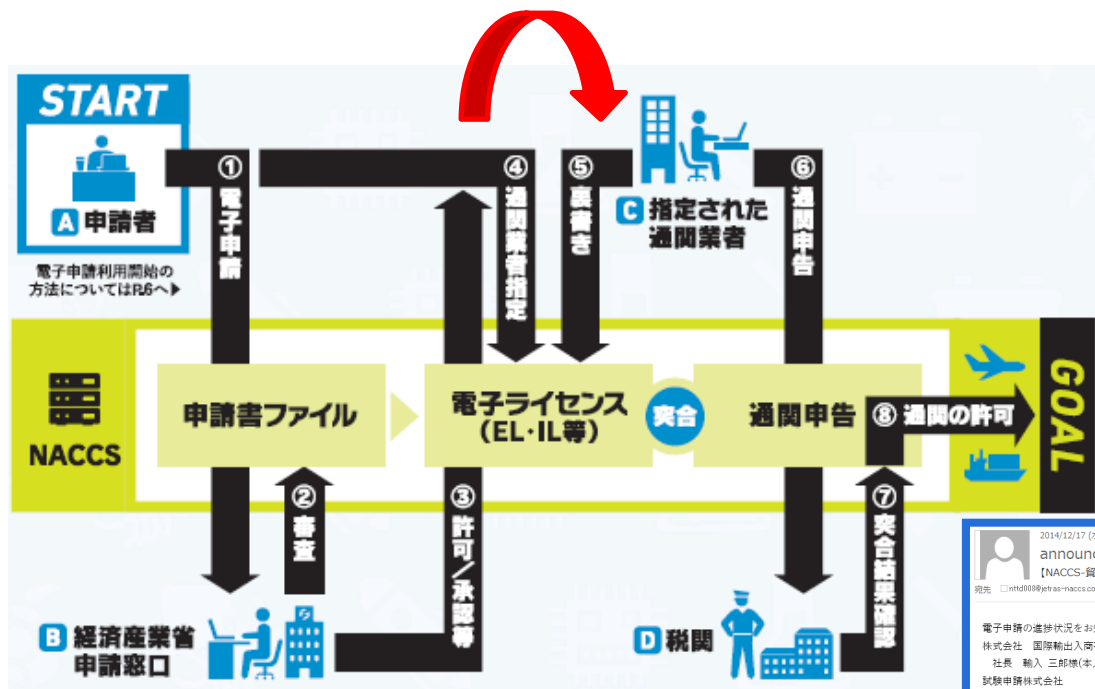 START
A 申請者
電子申請利用開始の
方法についてはP.6へ▶
① 電子申請
④ 通関業者指定
⑤ 裏書き
C 指定された
通関業者
⑥ 通関申告
NACCS
申請書ファイル
電子ライセンス
(EL・IL等)
突合
通関申告
⑧ 通関の許可
GOAL
② 審査
③ 許可/承認等
⑦ 突合結果確認
B 経済産業省
申請窓口
D 税関
2014/12/17
announ
【NACCS-貿
宛先 nttd008@jetras-naccs.co
電子申請の進捗状況をお
株式会社 国際輸出入商
社長 輸入 三郎様(本
試験申請株式会社